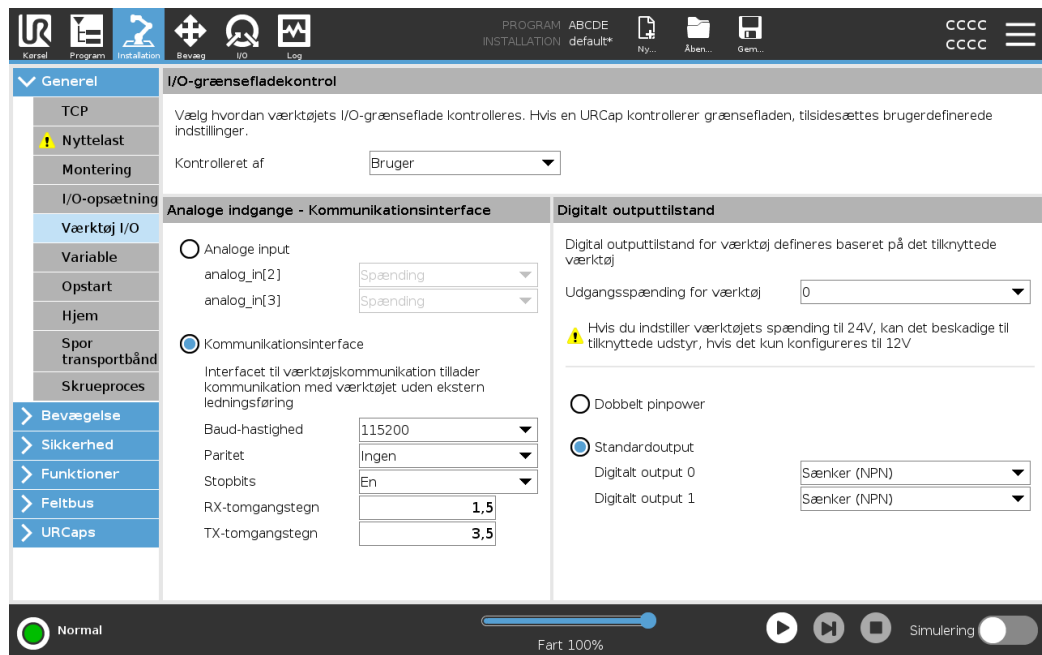 UR
Kørsel
Program
Installation
Bevæg
I/O
Log
PROGRAM ABCDE
INSTALLATION default*
Ny...
Åben...
Gem...
CCCC
CCCC
Generel
TCP
Nyttelast
Montering
I/O-opsætning
Værktøj I/O
Variable
Opstart
Hjem
Spor
transportbånd
Skrueproces
Bevægelse
Sikkerhed
Funktioner
Feltbus
URCaps
I/O-grænsefladekontrol
Vælg hvordan værktøjets I/O-grænseflade kontrolleres. Hvis en URCap kontrollerer grænsefladen, tilsidesættes brugerdefinerede
indstillinger.
Kontrolleret af Bruger
Analoge indgange - Kommunikationsinterface
Analoge input
analog_in[2] Spænding
analog_in[3] Spænding
Kommunikationsinterface
Interfacet til værktøjskommunikation tillader
kommunikation med værktøjet uden ekstern
ledningsføring
Baud-hastighed 115200
Paritet Ingen
Stopbits En
RX-tomgangstegn 1,5
TX-tomgangstegn 3,5
Digitalt outputtilstand
Digital outputtilstand for værktøj defineres baseret på det tilknyttede
værktøj
Udgangsspænding for værktøj 0
Hvis du indstiller værktøjets spænding til 24V, kan det beskadige til
tilknyttede udstyr, hvis det kun konfigureres til 12V
Dobbelt pinpower
Standardoutput
Digitalt output 0 Sænker (NPN)
Digitalt output 1 Sænker (NPN)
Normal
Fart 100%
Simulering